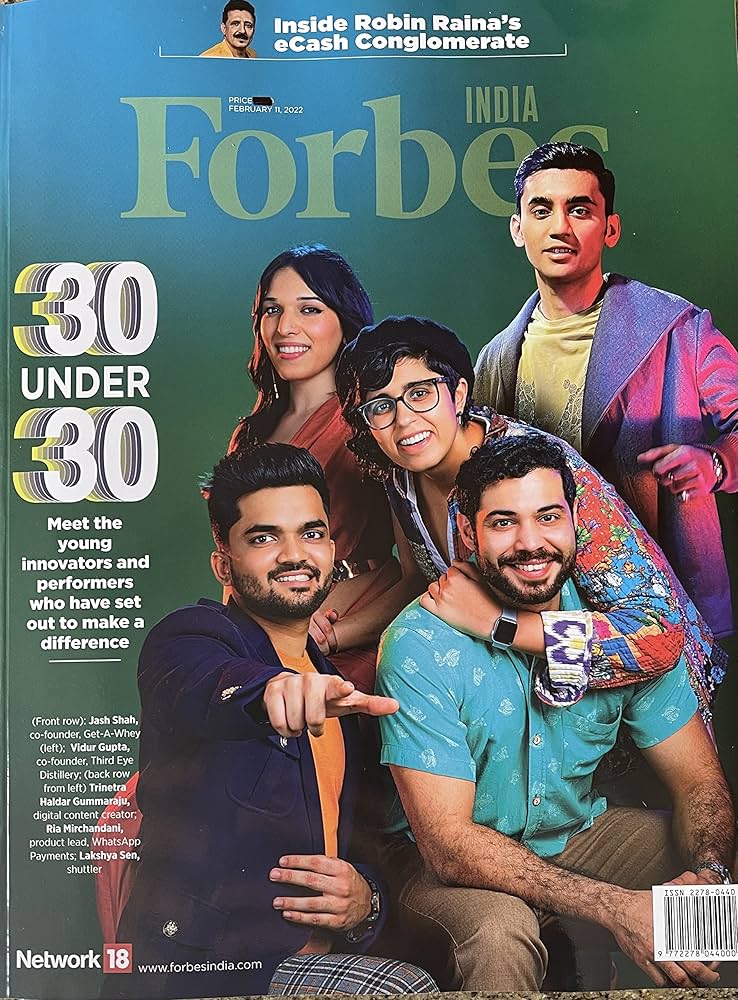 Inside Robin Raina's
eCash Conglomerate
PRICE
FEBRUARY 11, 2022
INDIA
Forbes
30
UNDER
30
Meet the
young
innovators and
performers
who have set
out to make a
difference
(Front row): Jash Shah,
co-founder, Get-A-Whey
(left); Vidur Gupta,
co-founder, Third Eye
Distillery; (back row
from left) Trinetra
Haldar Gummaraju,
digital content creator;
Ria Mirchandani,
product lead, WhatsApp
Payments; Lakshya Sen,
shuttler
ISSN 2278-0440
9 772278 044000
Network 18
www.forbesindia.com